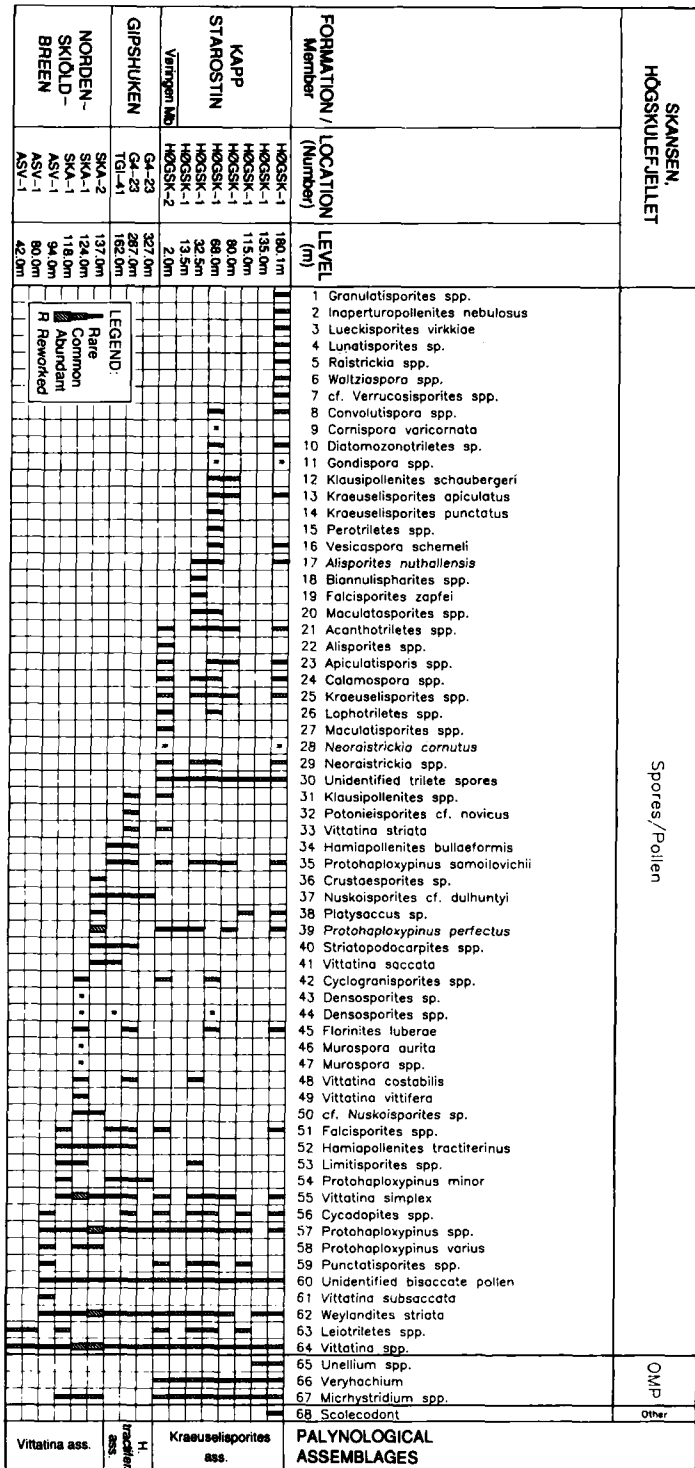 SKANSEN,
HÖGSKULEFJELLET
FORMATION /
Member
LOCATION
(Number)
LEVEL
(m)
KAPP
STAROSTIN
Vøringen Mb
GIPSHUKEN
NORDEN-
SKIÖLD-
BREEN
HØGSK-1 180.1m
HØGSK-1 135.0m
HØGSK-1 115.0m
HØGSK-1 80.0m
HØGSK-1 68.0m
HØGSK-1 32.5m
HØGSK-1 13.5m
HØGSK-2 2.0m
G4-23 327.0m
G4-23 287.0m
TGI-41 162.0m
SKA-2 137.0m
SKA-1 124.0m
SKA-1 118.0m
ASV-1 94.0m
ASV-1 80.0m
ASV-1 42.0m
LEGEND:
Rare
Common
Abundant
R Reworked
Spores/Pollen
1 Granulatisporites spp.
2 Inaperturopollenites nebulosus
3 Lueckisporites virkkiae
4 Lunatisporites sp.
5 Raistrickia spp.
6 Waltziaspora spp.
7 cf. Verrucosisporites spp.
8 Convolutispora spp.
9 Cornispora varicornata
10 Diatomozonotriletes sp.
11 Gondispora spp.
12 Klausipollenites schaubergeri
13 Kraeuselisporites apiculatus
14 Kraeuselisporites punctatus
15 Perotriletes spp.
16 Vesicaspora schemeli
17 Alisporites nuthallensis
18 Biannulispharites spp.
19 Falcisporites zapfei
20 Maculatasporites spp.
21 Acanthotriletes spp.
22 Alisporites spp.
23 Apiculatisporis spp.
24 Calamospora spp.
25 Kraeuselisporites spp.
26 Lophotriletes spp.
27 Maculatisporites spp.
28 Neoraistrickia cornutus
29 Neoraistrickia spp.
30 Unidentified trilete spores
31 Klausipollenites spp.
32 Potonieisporites cf. novicus
33 Vittatina striata
34 Hamiapollenites bullaeformis
35 Protohaploxypinus samoilovichii
36 Crustaesporites sp.
37 Nuskoisporites cf. dulhuntyi
38 Platysaccus sp.
39 Protohaploxypinus perfectus
40 Striatopodocarpites spp.
41 Vittatina saccata
42 Cyclogranisporites spp.
43 Densosporites sp.
44 Densosporites spp.
45 Florinites luberae
46 Murospora aurita
47 Murospora spp.
48 Vittatina costabilis
49 Vittatina vittifera
50 cf. Nuskoisporites sp.
51 Falcisporites spp.
52 Hamiapollenites tractiferinus
53 Limitisporites spp.
54 Protohaploxypinus minor
55 Vittatina simplex
56 Cycadopites spp.
57 Protohaploxypinus spp.
58 Protohaploxypinus varius
59 Punctatisporites spp.
60 Unidentified bisaccate pollen
61 Vittatina subsaccata
62 Weylandites striata
63 Leiotriletes spp.
64 Vittatina spp.
OMP
65 Unellium spp.
66 Veryhachium
67 Micrhystridium spp.
Other
68 Scolecodont
PALYNOLOGICAL
ASSEMBLAGES
Kraeuselisporites
ass.
H.
tractifer.
ass.
Vittatina ass.